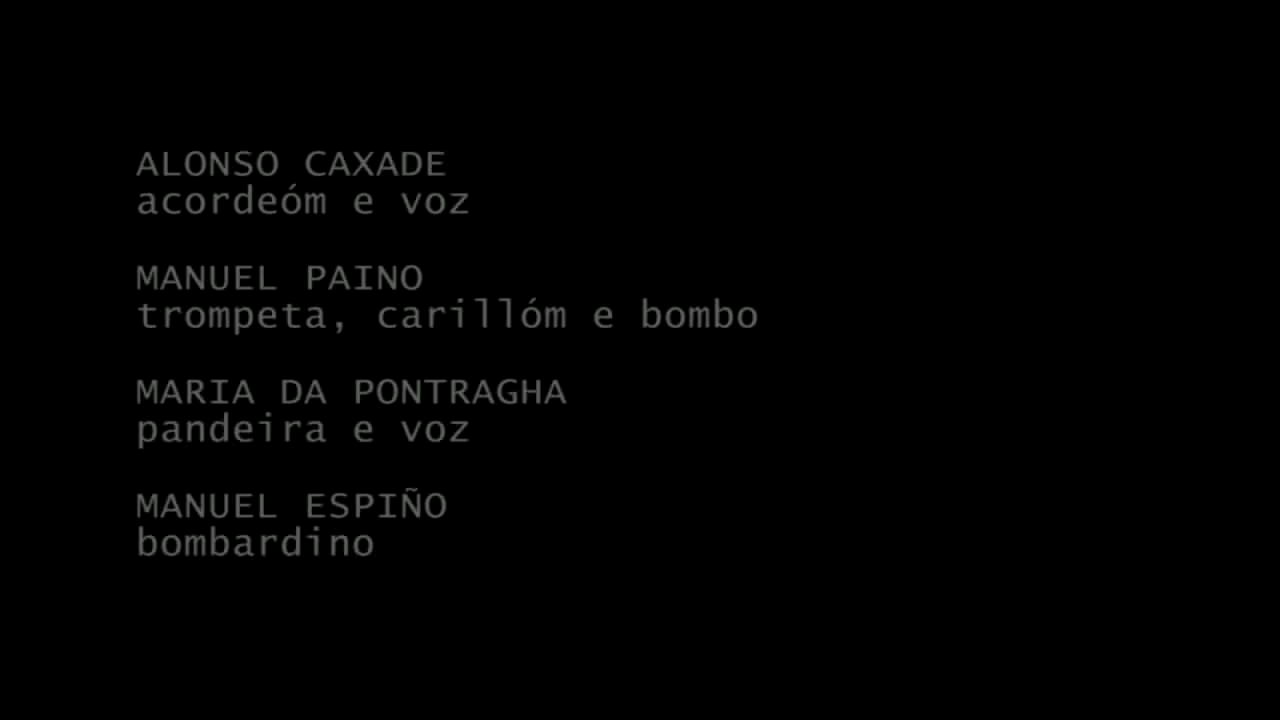 ALONSO CAXADE
acordeóm e voz
MANUEL PAINO
trompeta, carillóm e bombo
MARIA DA PONTRAGHA
pandeira e voz
MANUEL ESPIÑO
bombardino